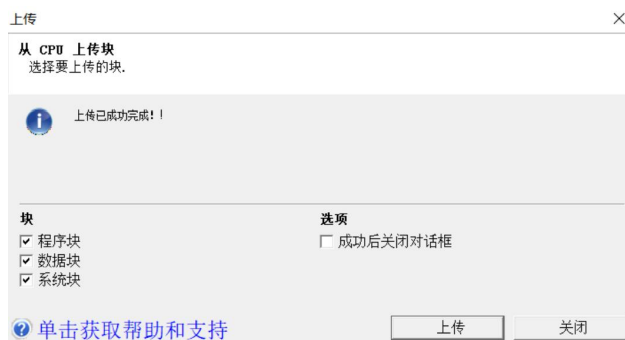 上传
从 CPU 上传块
选择要上传的块.
上传已成功完成!!
块
选项
程序块
成功后关闭对话框
数据块
系统块
单击获取帮助和支持
上传
关闭